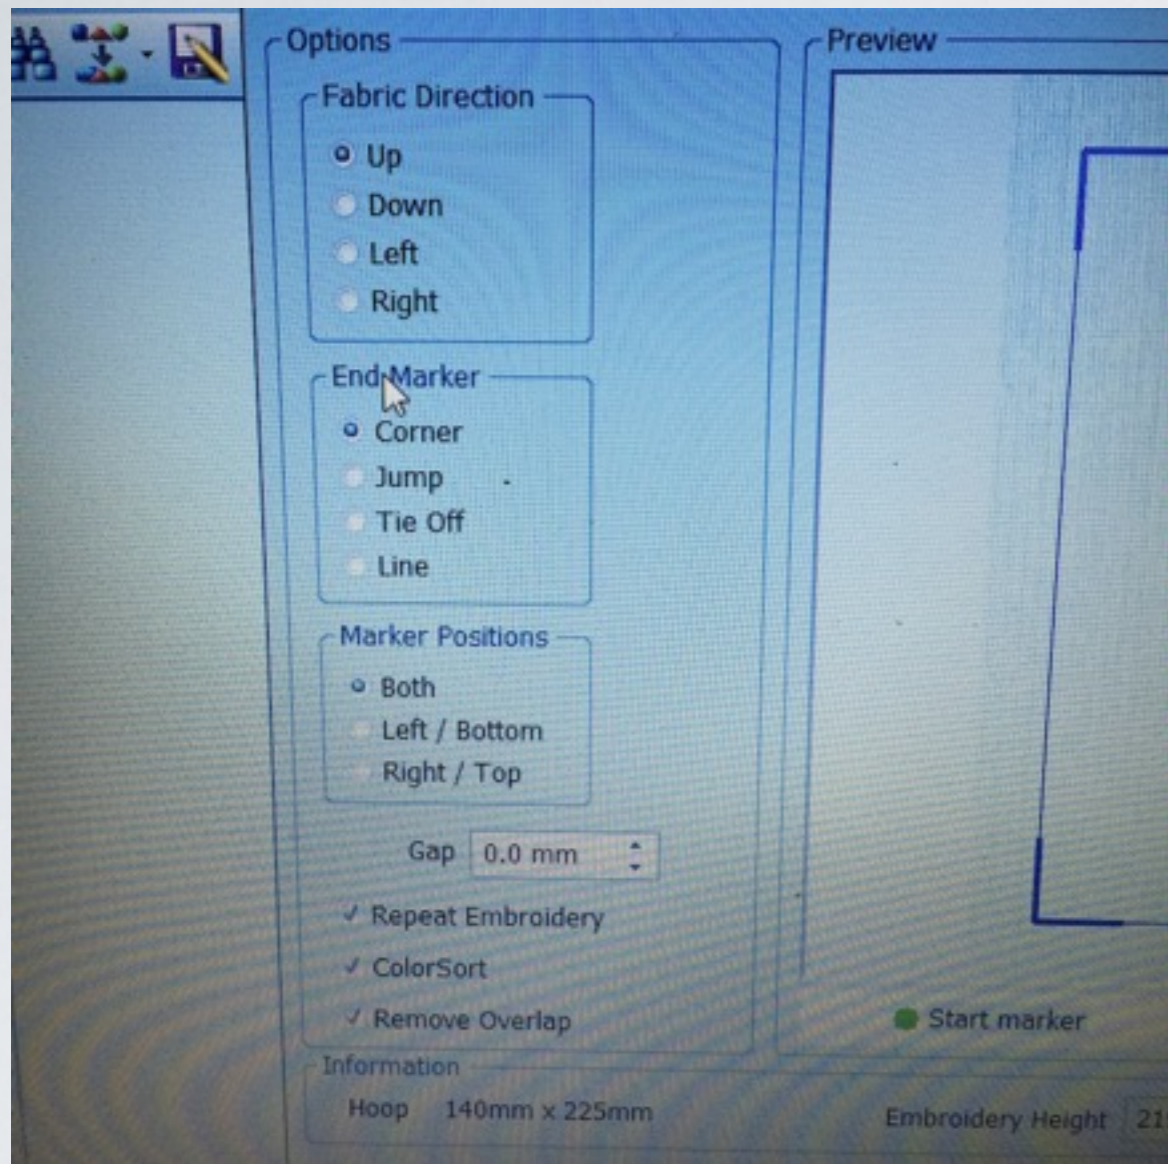 Options
Fabric Direction
Up
Down
Left
Right
End Marker
Corner
Jump
Tie Off
Line
Marker Positions
Both
Left / Bottom
Right / Top
Gap 0.0 mm
Repeat Embroidery
ColorSort
Remove Overlap
Preview
Start marker
Information
Hoop 140mm x 225mm
Embroidery Height